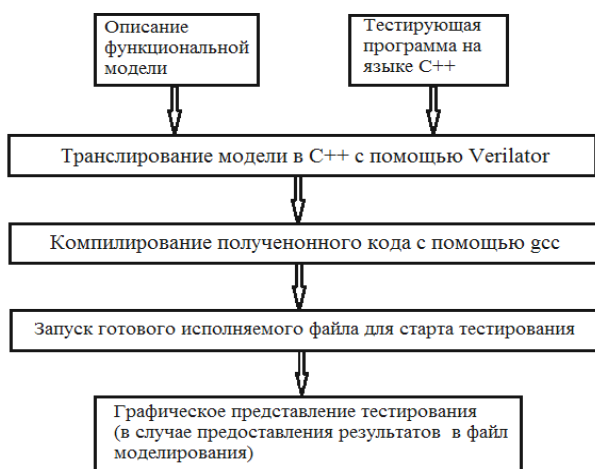 Описание
функциональной
модели
Тестирующая
программа на
языке C++
Транслирование модели в C++ с помощью Verilator
Компилирование полученонного кода с помощью gcc
Запуск готового исполняемого файла для старта тестирования
Графическое представление тестирования
(в случае предоставления результатов в файл
моделирования)